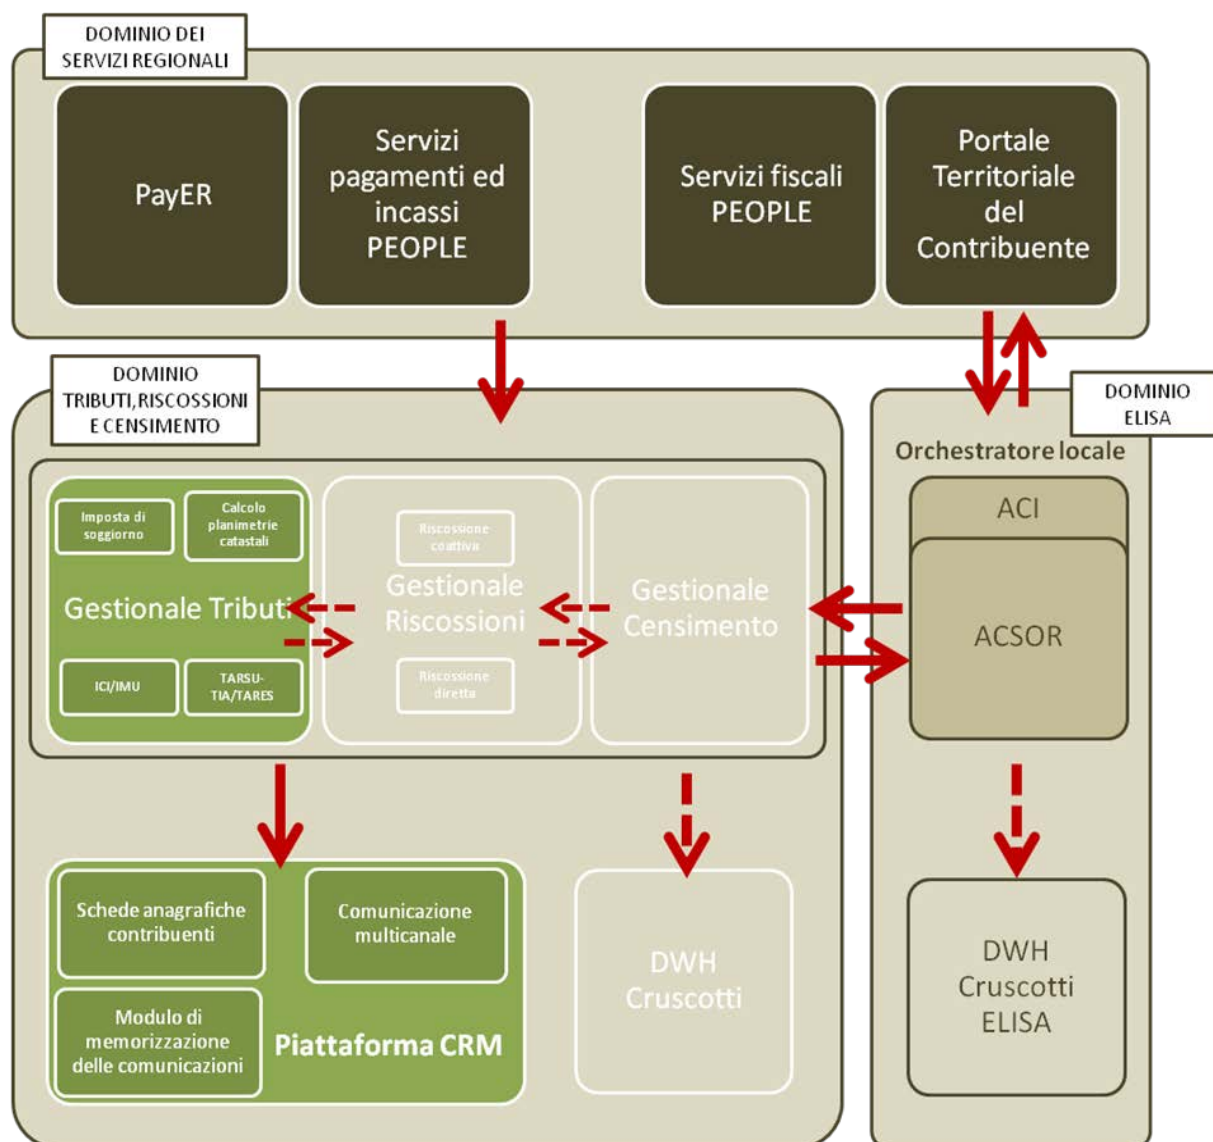 DOMINIO DEI
SERVIZI REGIONALI
PayER
Servizi
pagamenti ed
incassi
PEOPLE
Servizi fiscali
PEOPLE
Portale
Territoriale
del
Contribuente
DOMINIO
TRIBUTI, RISCOSSIONI
E CENSIMENTO
DOMINIO
ELISA
Orchestratore locale
Imposta di
soggiorno
Calcolo
planimetrie
catastali
Gestionale Tributi
ICI/IMU
TARSU-
TIA/TARES
Riscossione
coattiva
Gestionale
Riscossioni
Riscossione
diretta
Gestionale
Censimento
ACI
ACSOR
Schede anagrafiche
contribuenti
Comunicazione
multicanale
Modulo di
memorizzazione
delle comunicazioni
Piattaforma CRM
DWH
Cruscotti
DWH
Cruscotti
ELISA